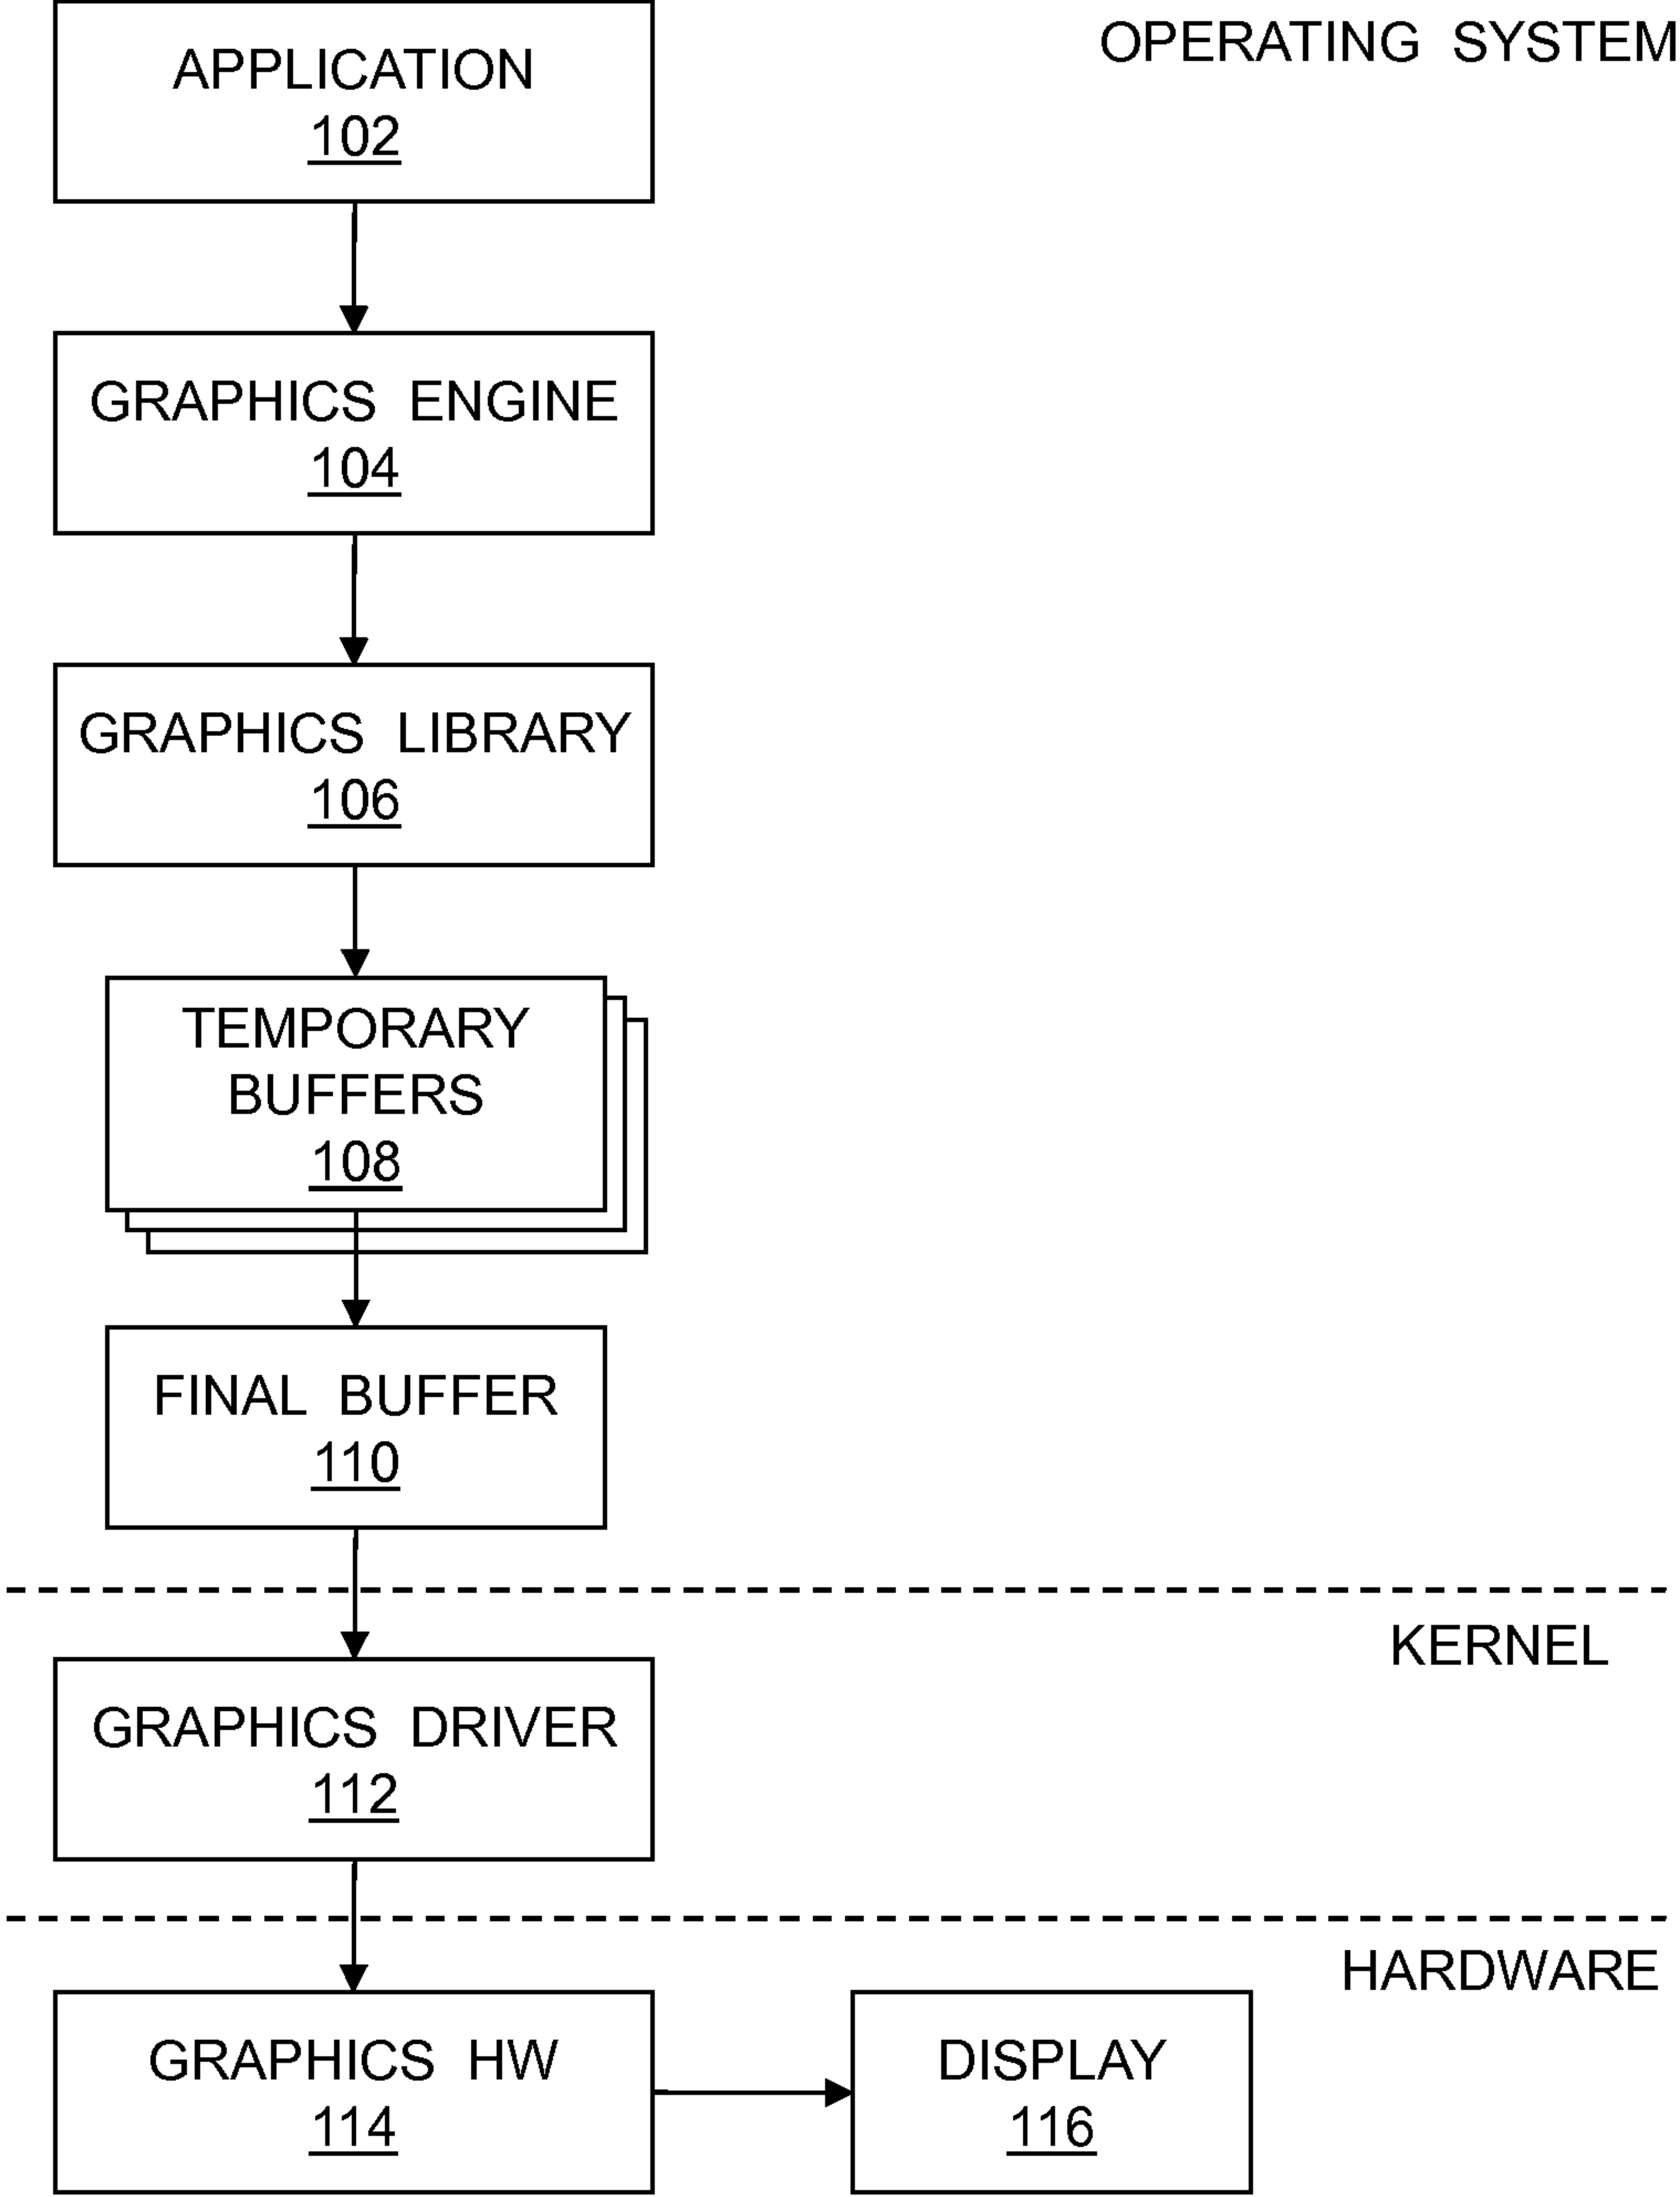 APPLICATION
102
OPERATING SYSTEM
GRAPHICS ENGINE
104
GRAPHICS LIBRARY
106
TEMPORARY
BUFFERS
108
FINAL BUFFER
110
KERNEL
GRAPHICS DRIVER
112
HARDWARE
GRAPHICS HW
114
DISPLAY
116